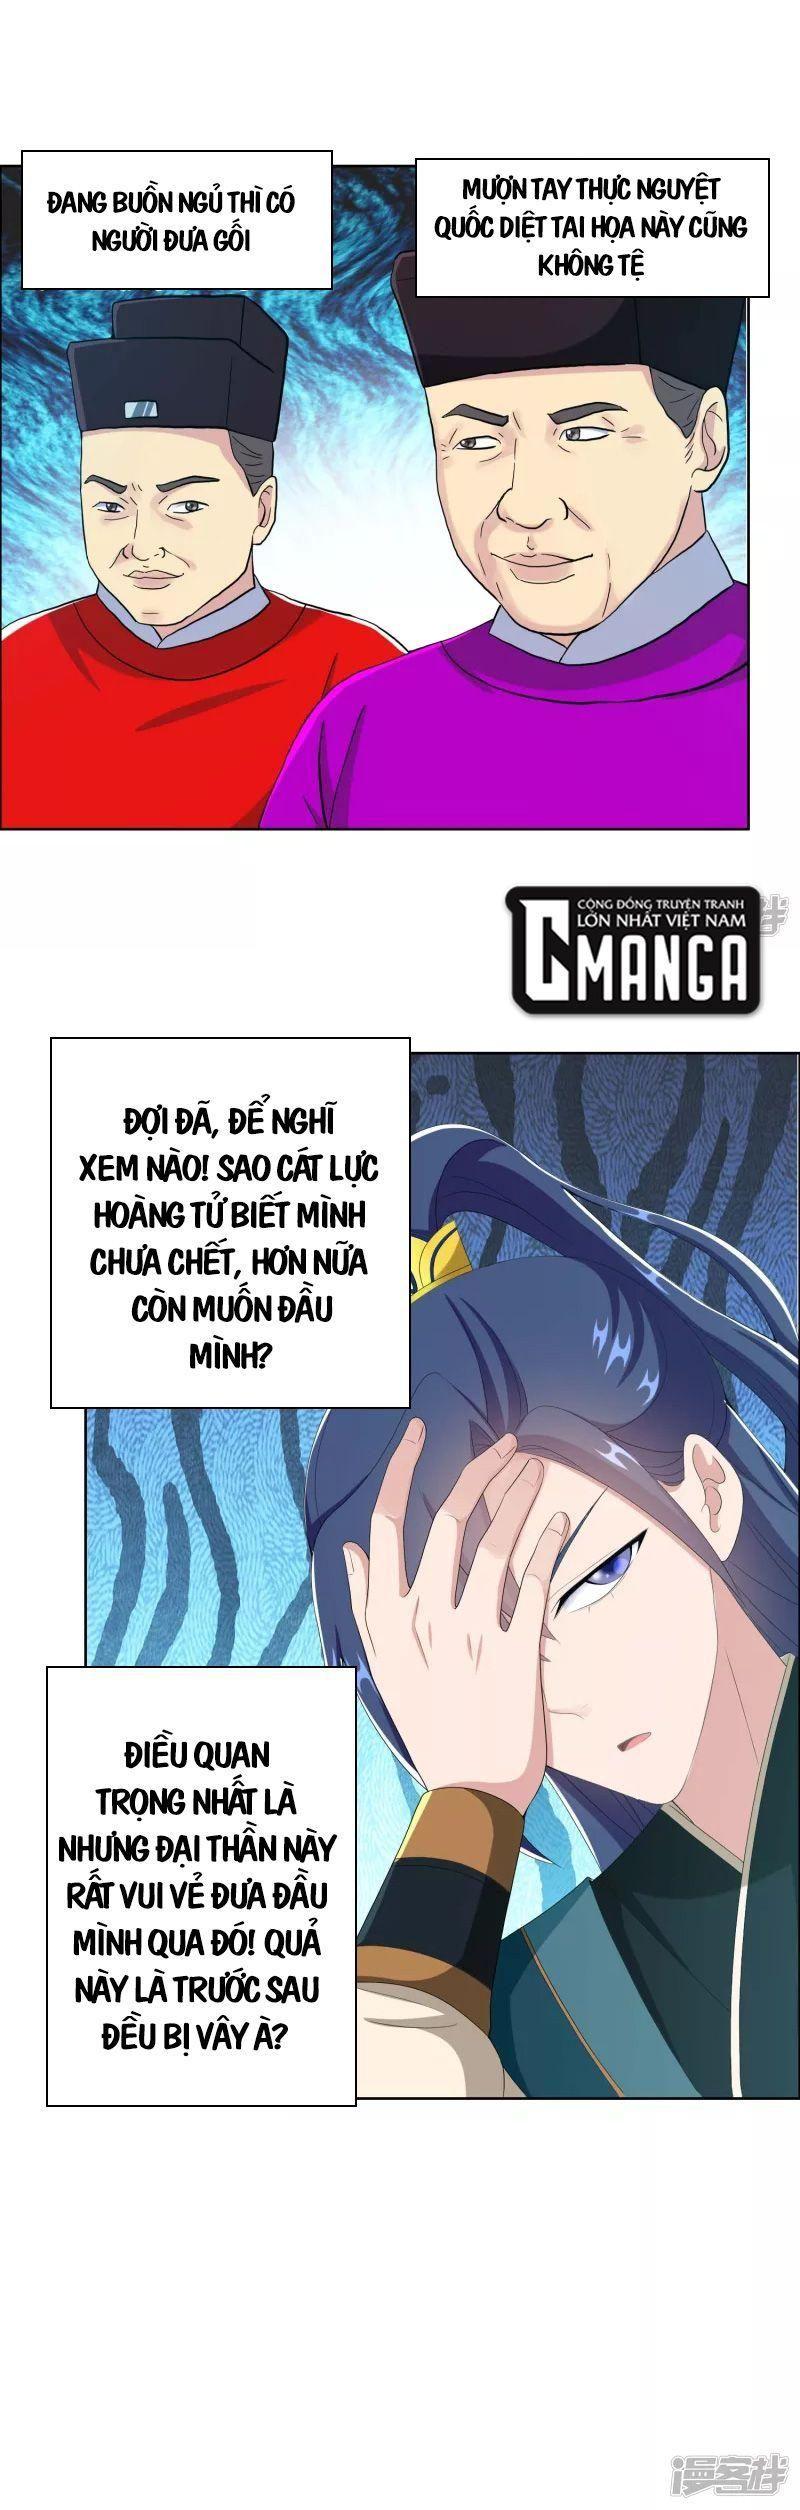 ĐANG BUỒN NGỦ THÌ CÓ
NGƯỜI ĐƯA GỐI
MƯỢN TAY THỰC NGUYỆT
QUỐC DIỆT TAI HỌA NÀY CŨNG
KHÔNG TỆ
CỘNG ĐỒNG TRUYỆN TRANH
LỚN NHẤT VIỆT NAM
CMANGA
ĐỢI ĐÃ, ĐỂ NGHĨ
XEM NÀO! SAO CÁT LỰC
HOÀNG TỬ BIẾT MÌNH
CHƯA CHẾT, HƠN NỮA
CÒN MUỐN ĐẦU
MÌNH?
ĐIỀU QUAN
TRỌNG NHẤT LÀ
NHƯNG ĐẠI THẦN NÀY
RẤT VUI VẺ ĐƯA ĐẦU
MÌNH QUA ĐÓ! QUẢ
NÀY LÀ TRƯỚC SAU
ĐỀU BỊ VÂY À?
漫客栈